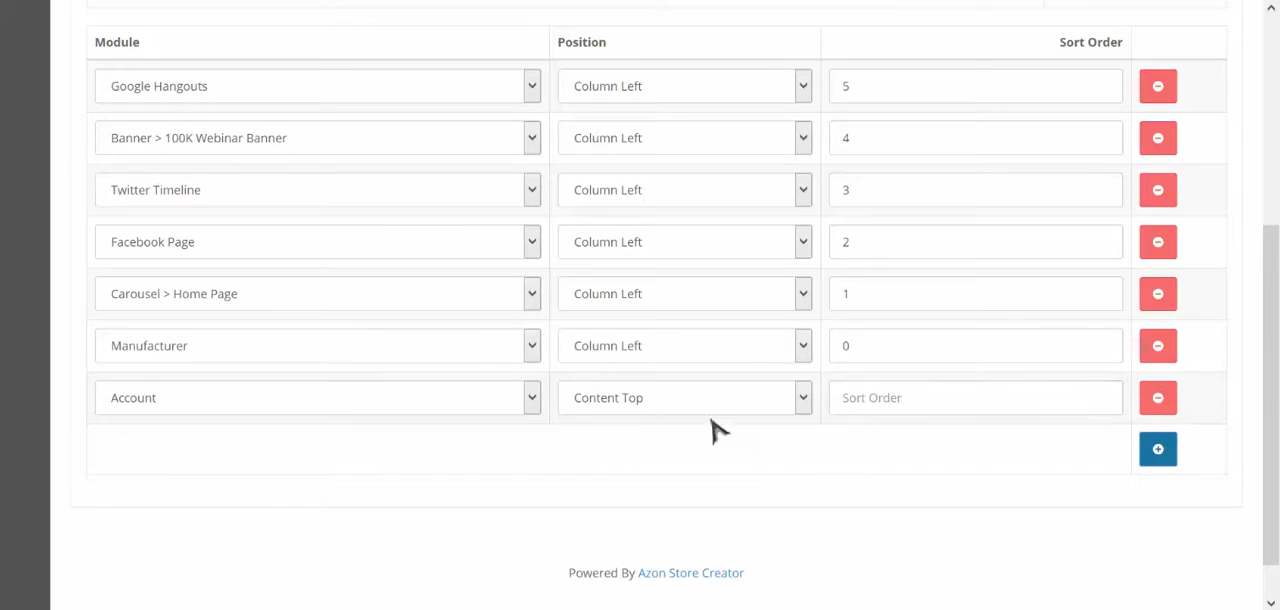 Module Position Sort Order
Google Hangouts Column Left 5
Banner > 100K Webinar Banner Column Left 4
Twitter Timeline Column Left 3
Facebook Page Column Left 2
Carousel > Home Page Column Left 1
Manufacturer Column Left 0
Account Content Top Sort Order
Powered By Azon Store Creator